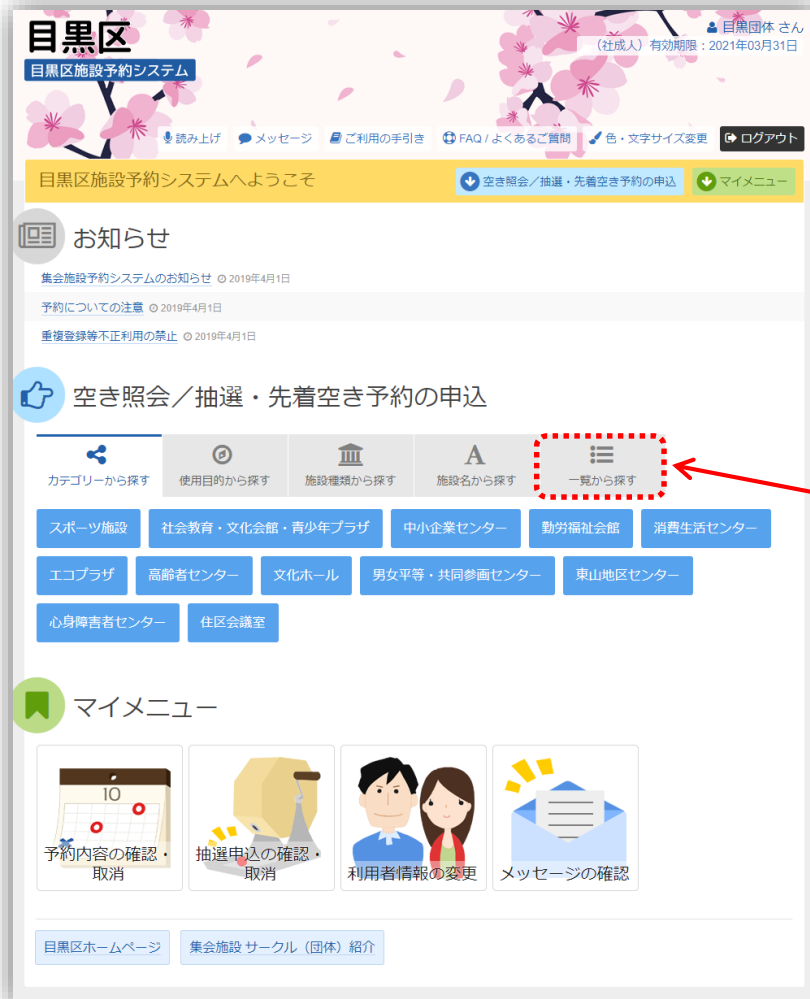 目黒区
目黒区施設予約システム
目黒団体 さん
(社成人) 有効期限:2021年03月31日
読み上げ メッセージ ご利用の手引き FAQ / よくあるご質問 色・文字サイズ変更 ログアウト
目黒区施設予約システムへようこそ 空き照会/抽選・先着空き予約の申込 マイメニュー
お知らせ
集会施設予約システムのお知らせ 2019年4月1日
予約についての注意 2019年4月1日
重複登録等不正利用の禁止 2019年4月1日
空き照会/抽選・先着空き予約の申込
カテゴリーから探す 使用目的から探す 施設種類から探す 施設名から探す 一覧から探す
スポーツ施設 社会教育・文化会館・青少年プラザ 中小企業センター 勤労福祉会館 消費生活センター
エコプラザ 高齢者センター 文化ホール 男女平等・共同参画センター 東山地区センター
心身障害者センター 住区会議室
マイメニュー
10
予約内容の確認・
取消
抽選申込の確認・
取消
利用者情報の変更
メッセージの確認
目黒区ホームページ 集会施設 サークル(団体)紹介